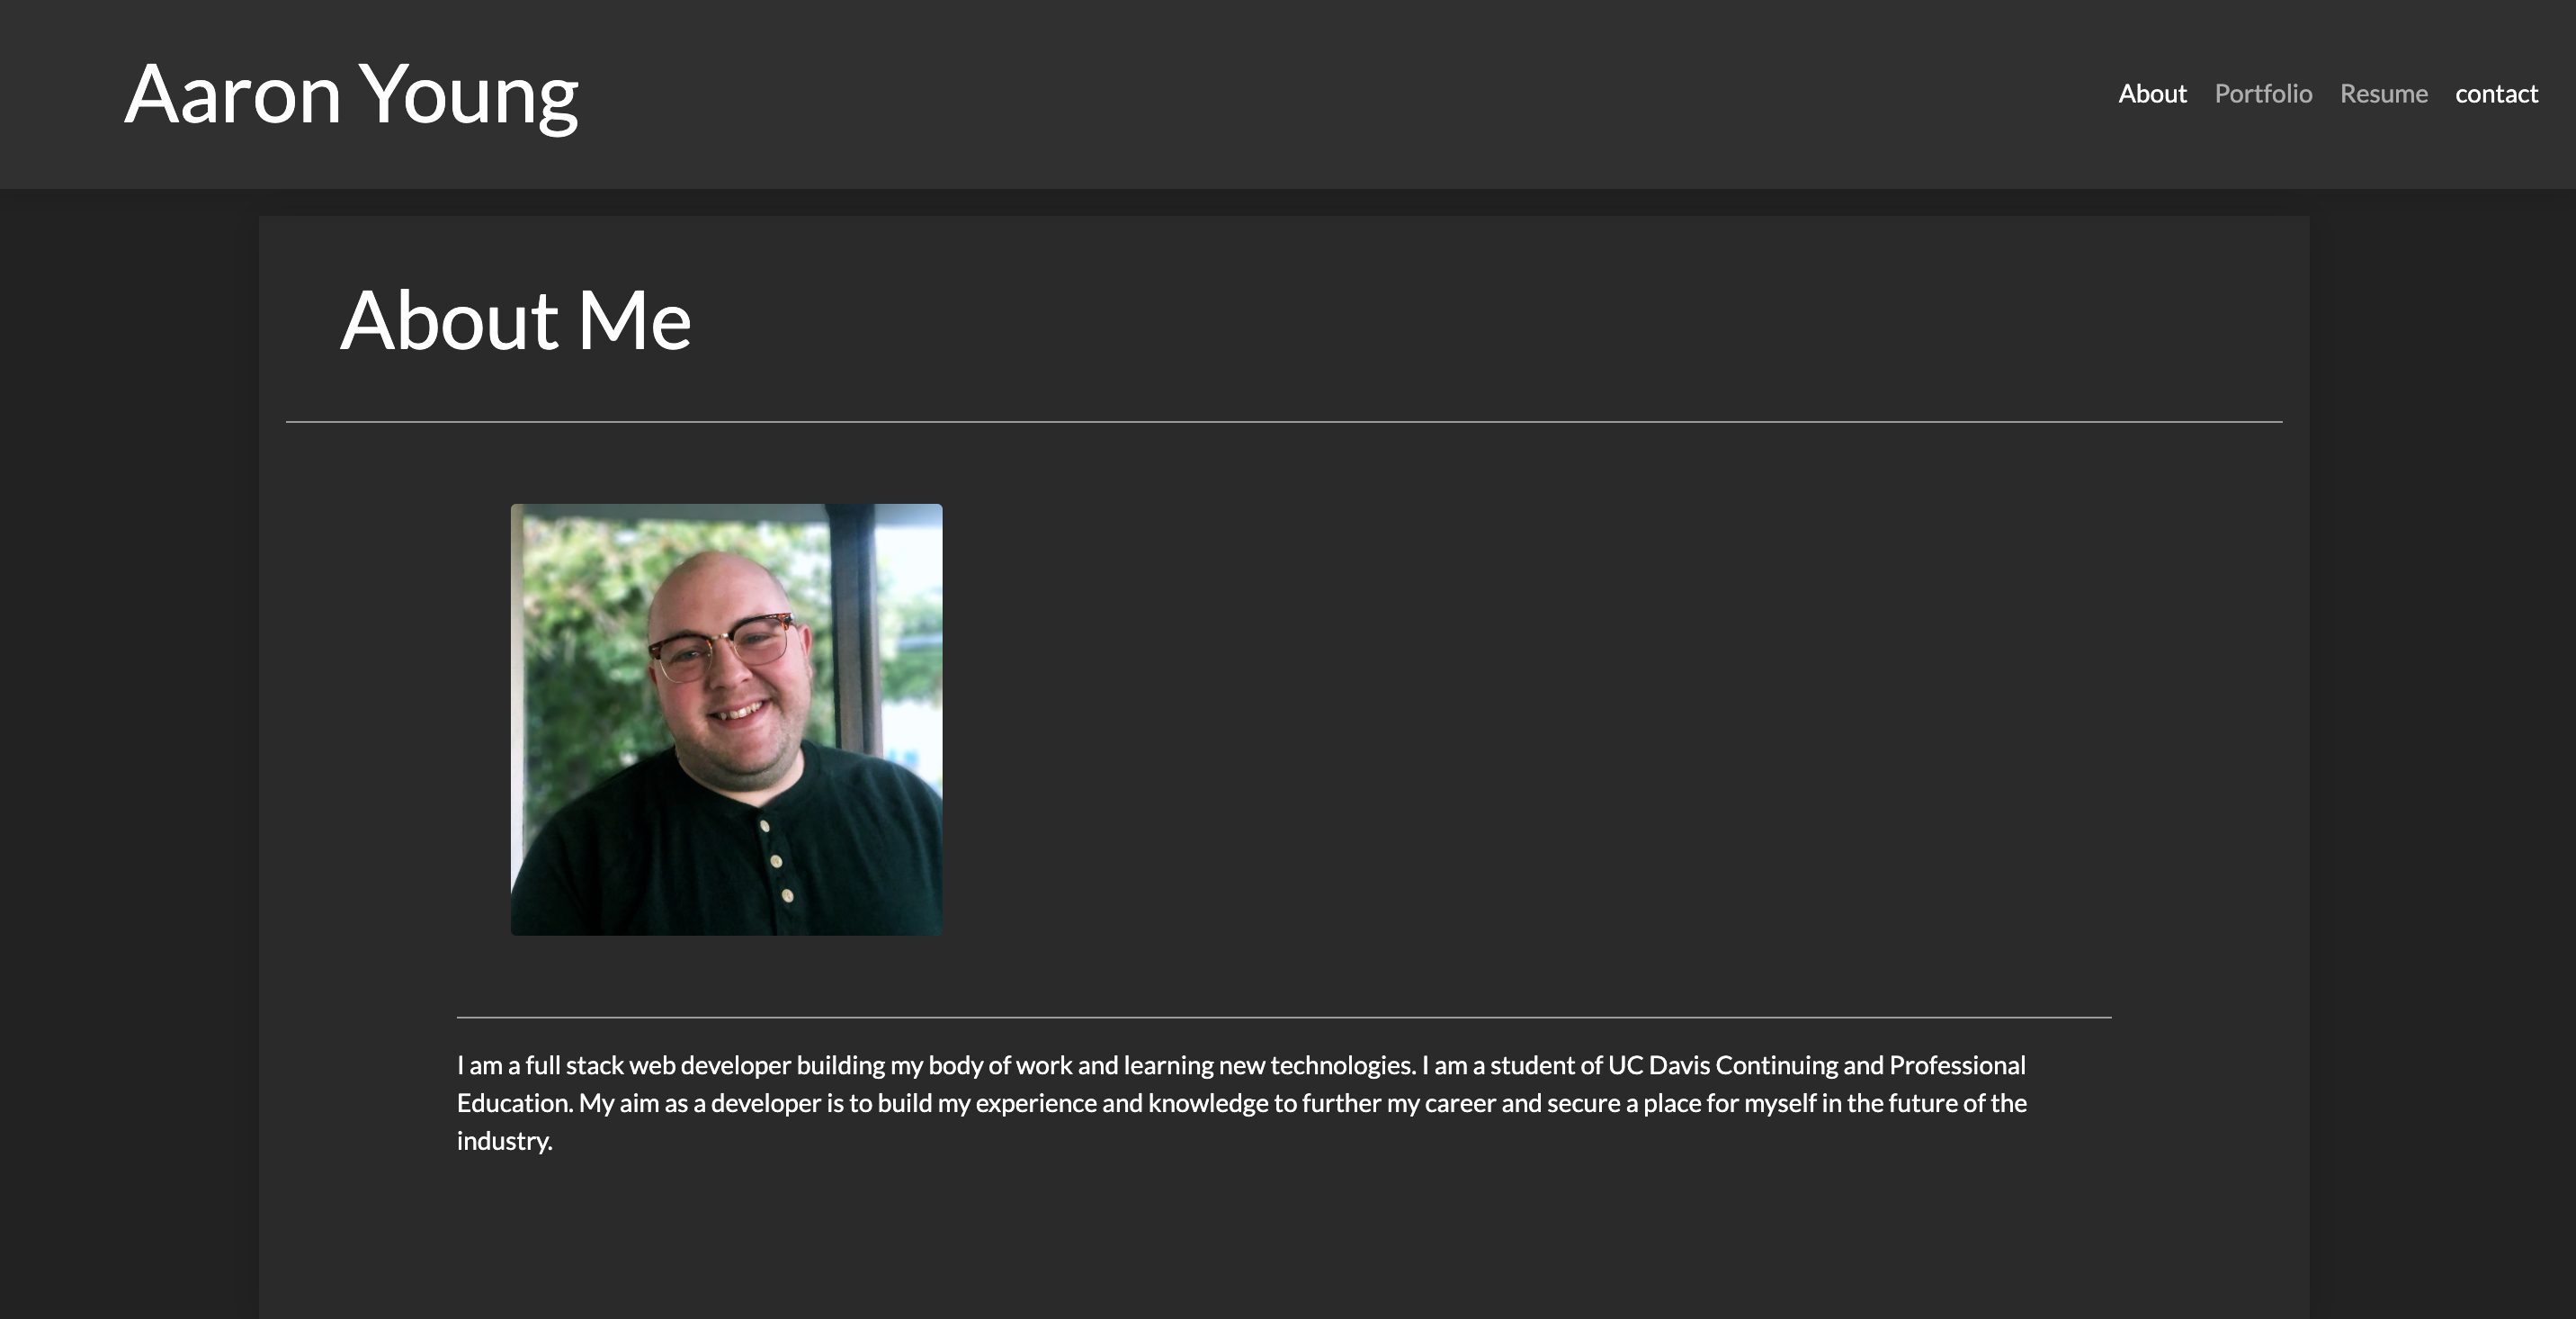 Aaron Young
About Portfolio Resume contact
About Me
I am a full stack web developer building my body of work and learning new technologies. I am a student of UC Davis Continuing and Professional
Education. My aim as a developer is to build my experience and knowledge to further my career and secure a place for myself in the future of the
industry.